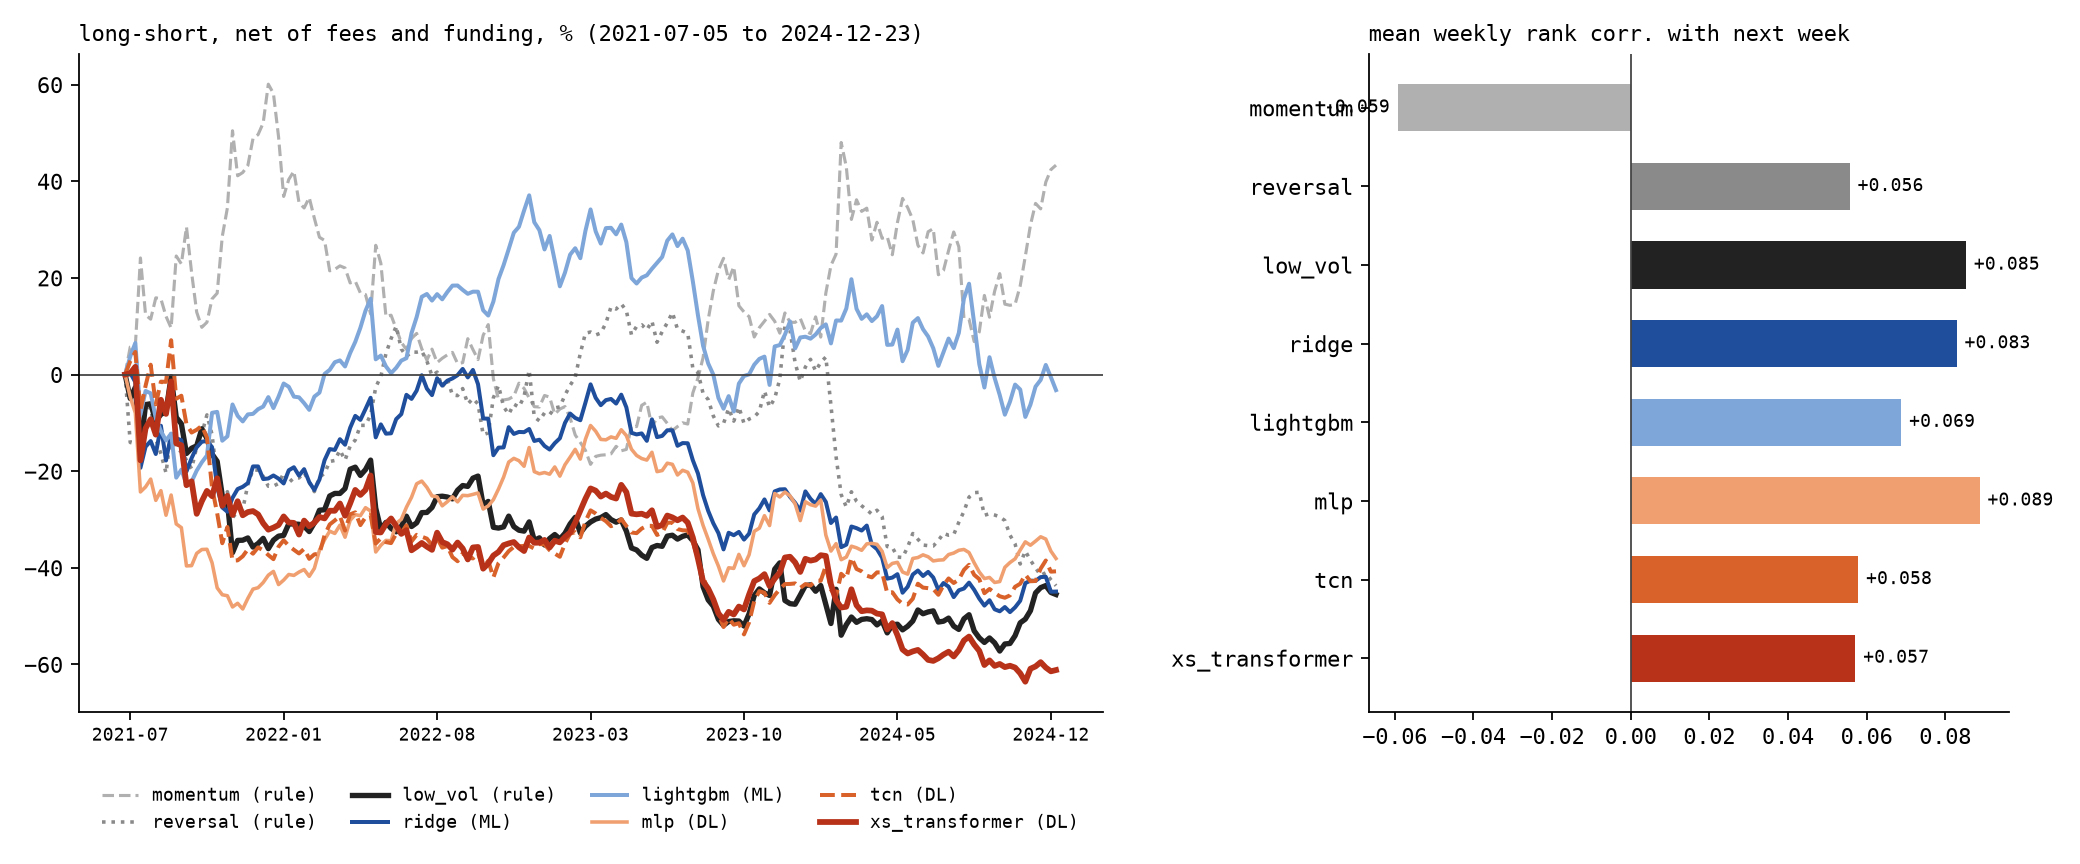 long-short, net of fees and funding, % (2021-07-05 to 2024-12-23)
60
40
20
0
−20
−40
−60
2021-07 2022-01 2022-08 2023-03 2023-10 2024-05 2024-12
momentum (rule) low_vol (rule) lightgbm (ML) tcn (DL)
reversal (rule) ridge (ML) mlp (DL) xs_transformer (DL)
mean weekly rank corr. with next week
momentum -0.059
reversal +0.056
low_vol +0.085
ridge +0.083
lightgbm +0.069
mlp +0.089
tcn +0.058
xs_transformer +0.057
−0.06 −0.04 −0.02 0.00 0.02 0.04 0.06 0.08